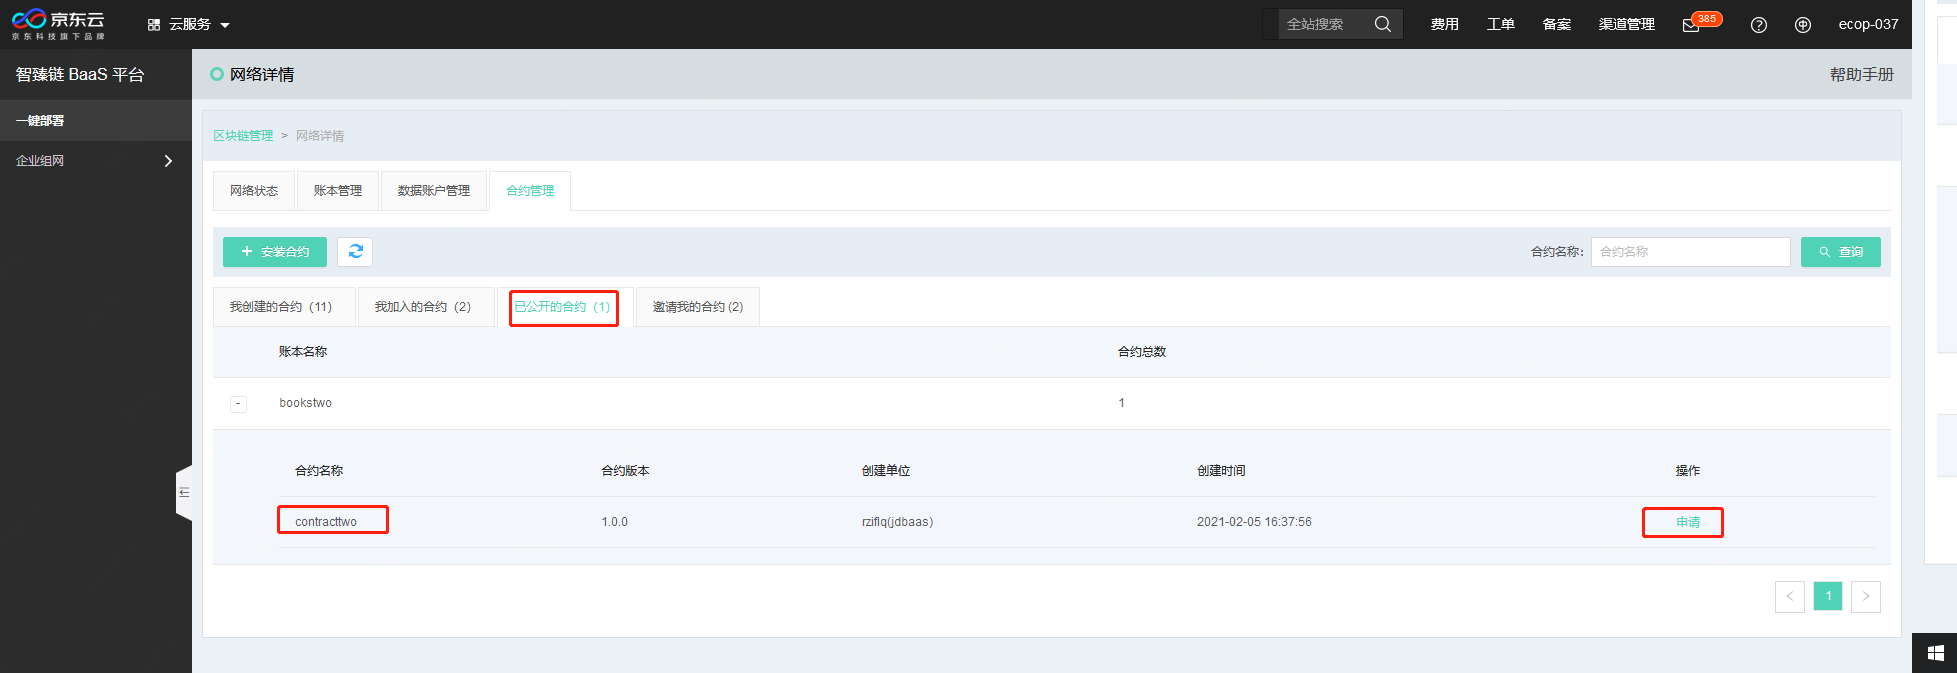 京东云
京东科技旗下品牌
云服务
全站搜索
费用
工单
备案
渠道管理
385
ecop-037
智臻链 BaaS 平台
一键部署
企业组网
网络详情
帮助手册
区块链管理 > 网络详情
网络状态
账本管理
数据账户管理
合约管理
+ 安装合约
合约名称:
合约名称
查询
我创建的合约（11）
我加入的合约（2）
已公开的合约（1）
邀请我的合约 (2)
账本名称
合约总数
-
bookstwo
1
合约名称
合约版本
创建单位
创建时间
操作
contracttwo
1.0.0
rziflq(jdbaas)
2021-02-05 16:37:56
申请
<
1
>